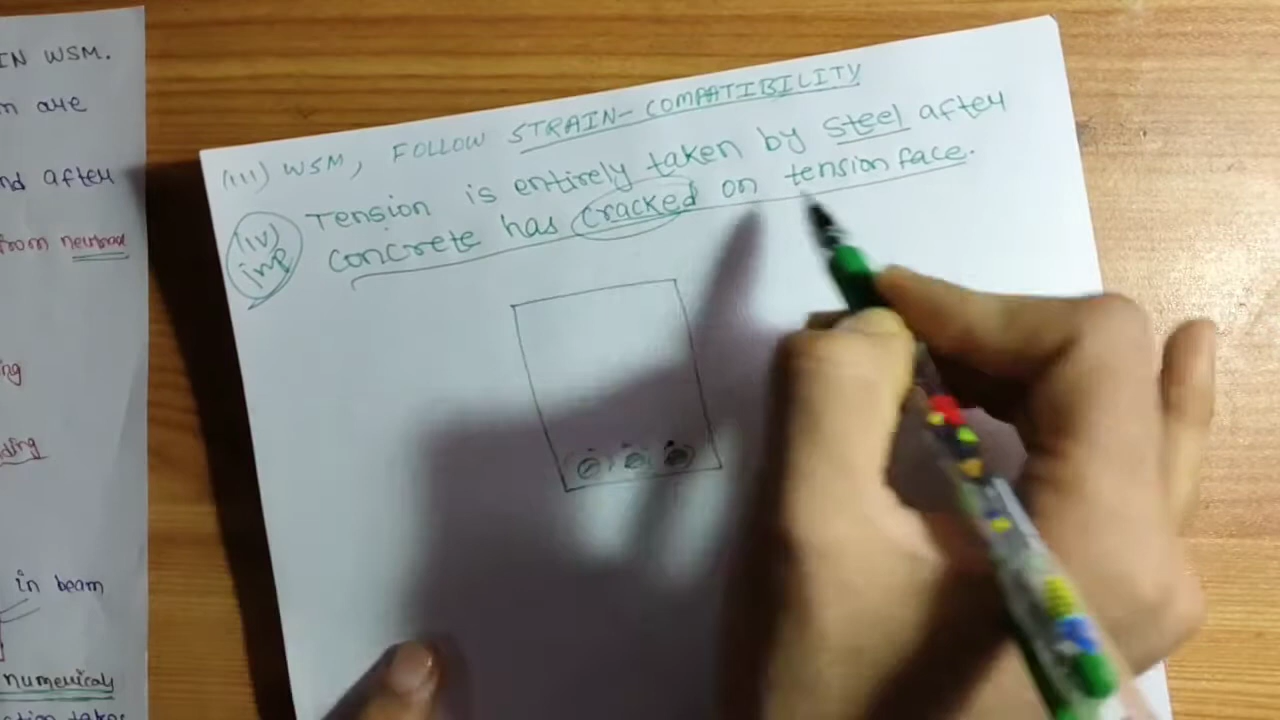 IN WSM.
n are
nd after
from neutral
ng
ding
in beam
numericals
(III) WSM, FOLLOW STRAIN-COMPATIBILITY
(IV) Tension is entirely taken by steel after
imp concrete has cracked on tension face.